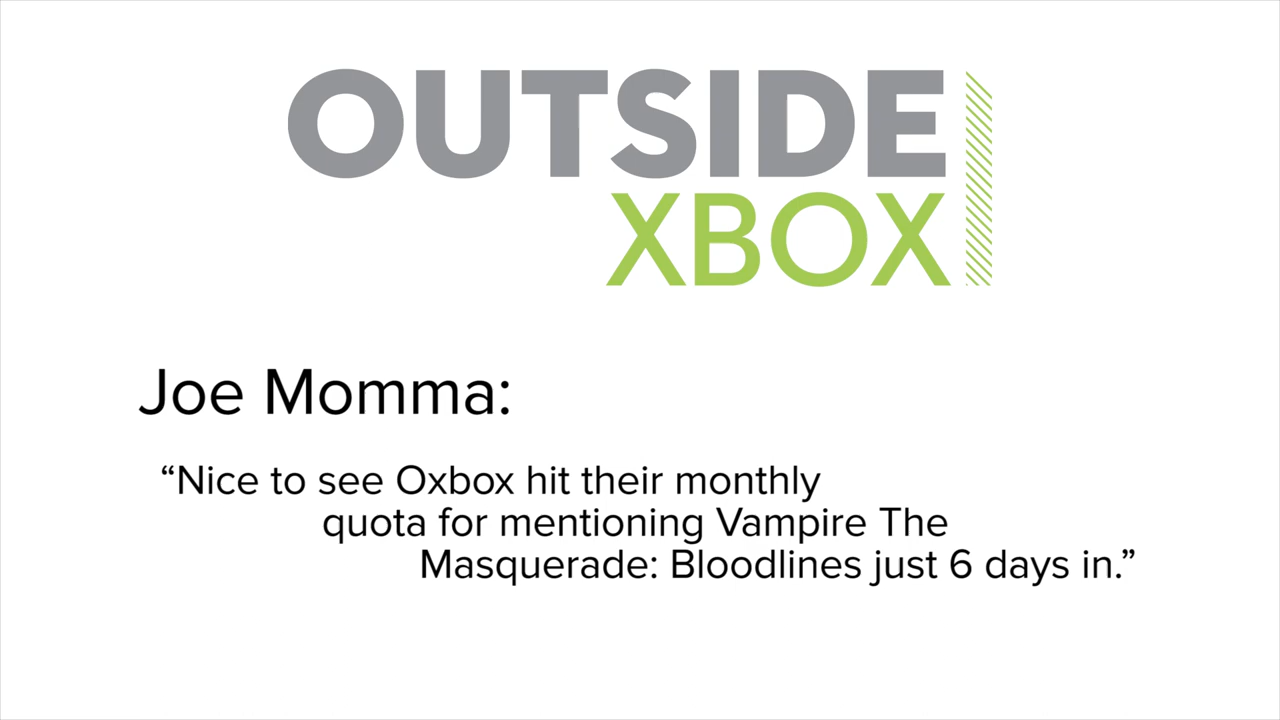 OUTSIDE
XBOX
Joe Momma:
“Nice to see Oxbox hit their monthly
quota for mentioning Vampire The
Masquerade: Bloodlines just 6 days in.”